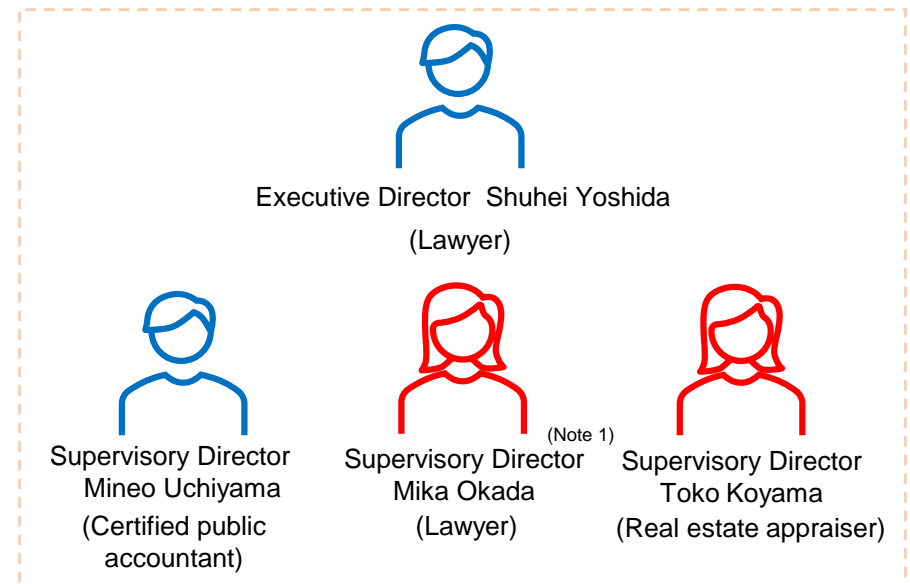 Executive Director Shuhei Yoshida
(Lawyer)
Supervisory Director
Mineo Uchiyama
(Certified public
accountant)
(Note 1)
Supervisory Director
Mika Okada
(Lawyer)
Supervisory Director
Toko Koyama
(Real estate appraiser)